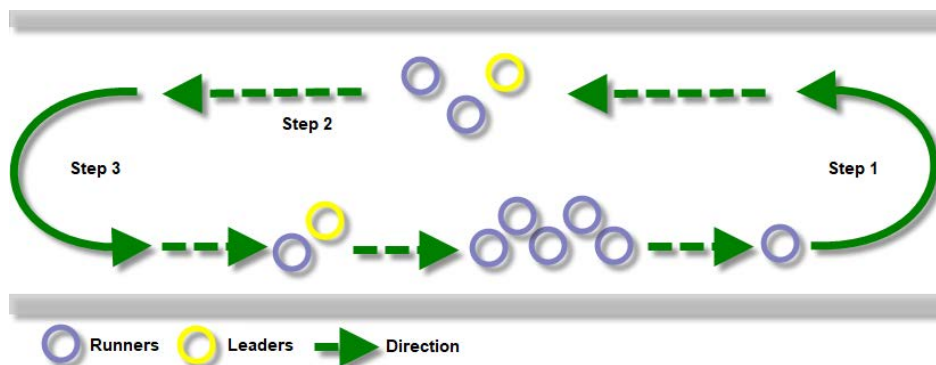 Step 2
Step 3
Step 1
Runners
Leaders
Direction